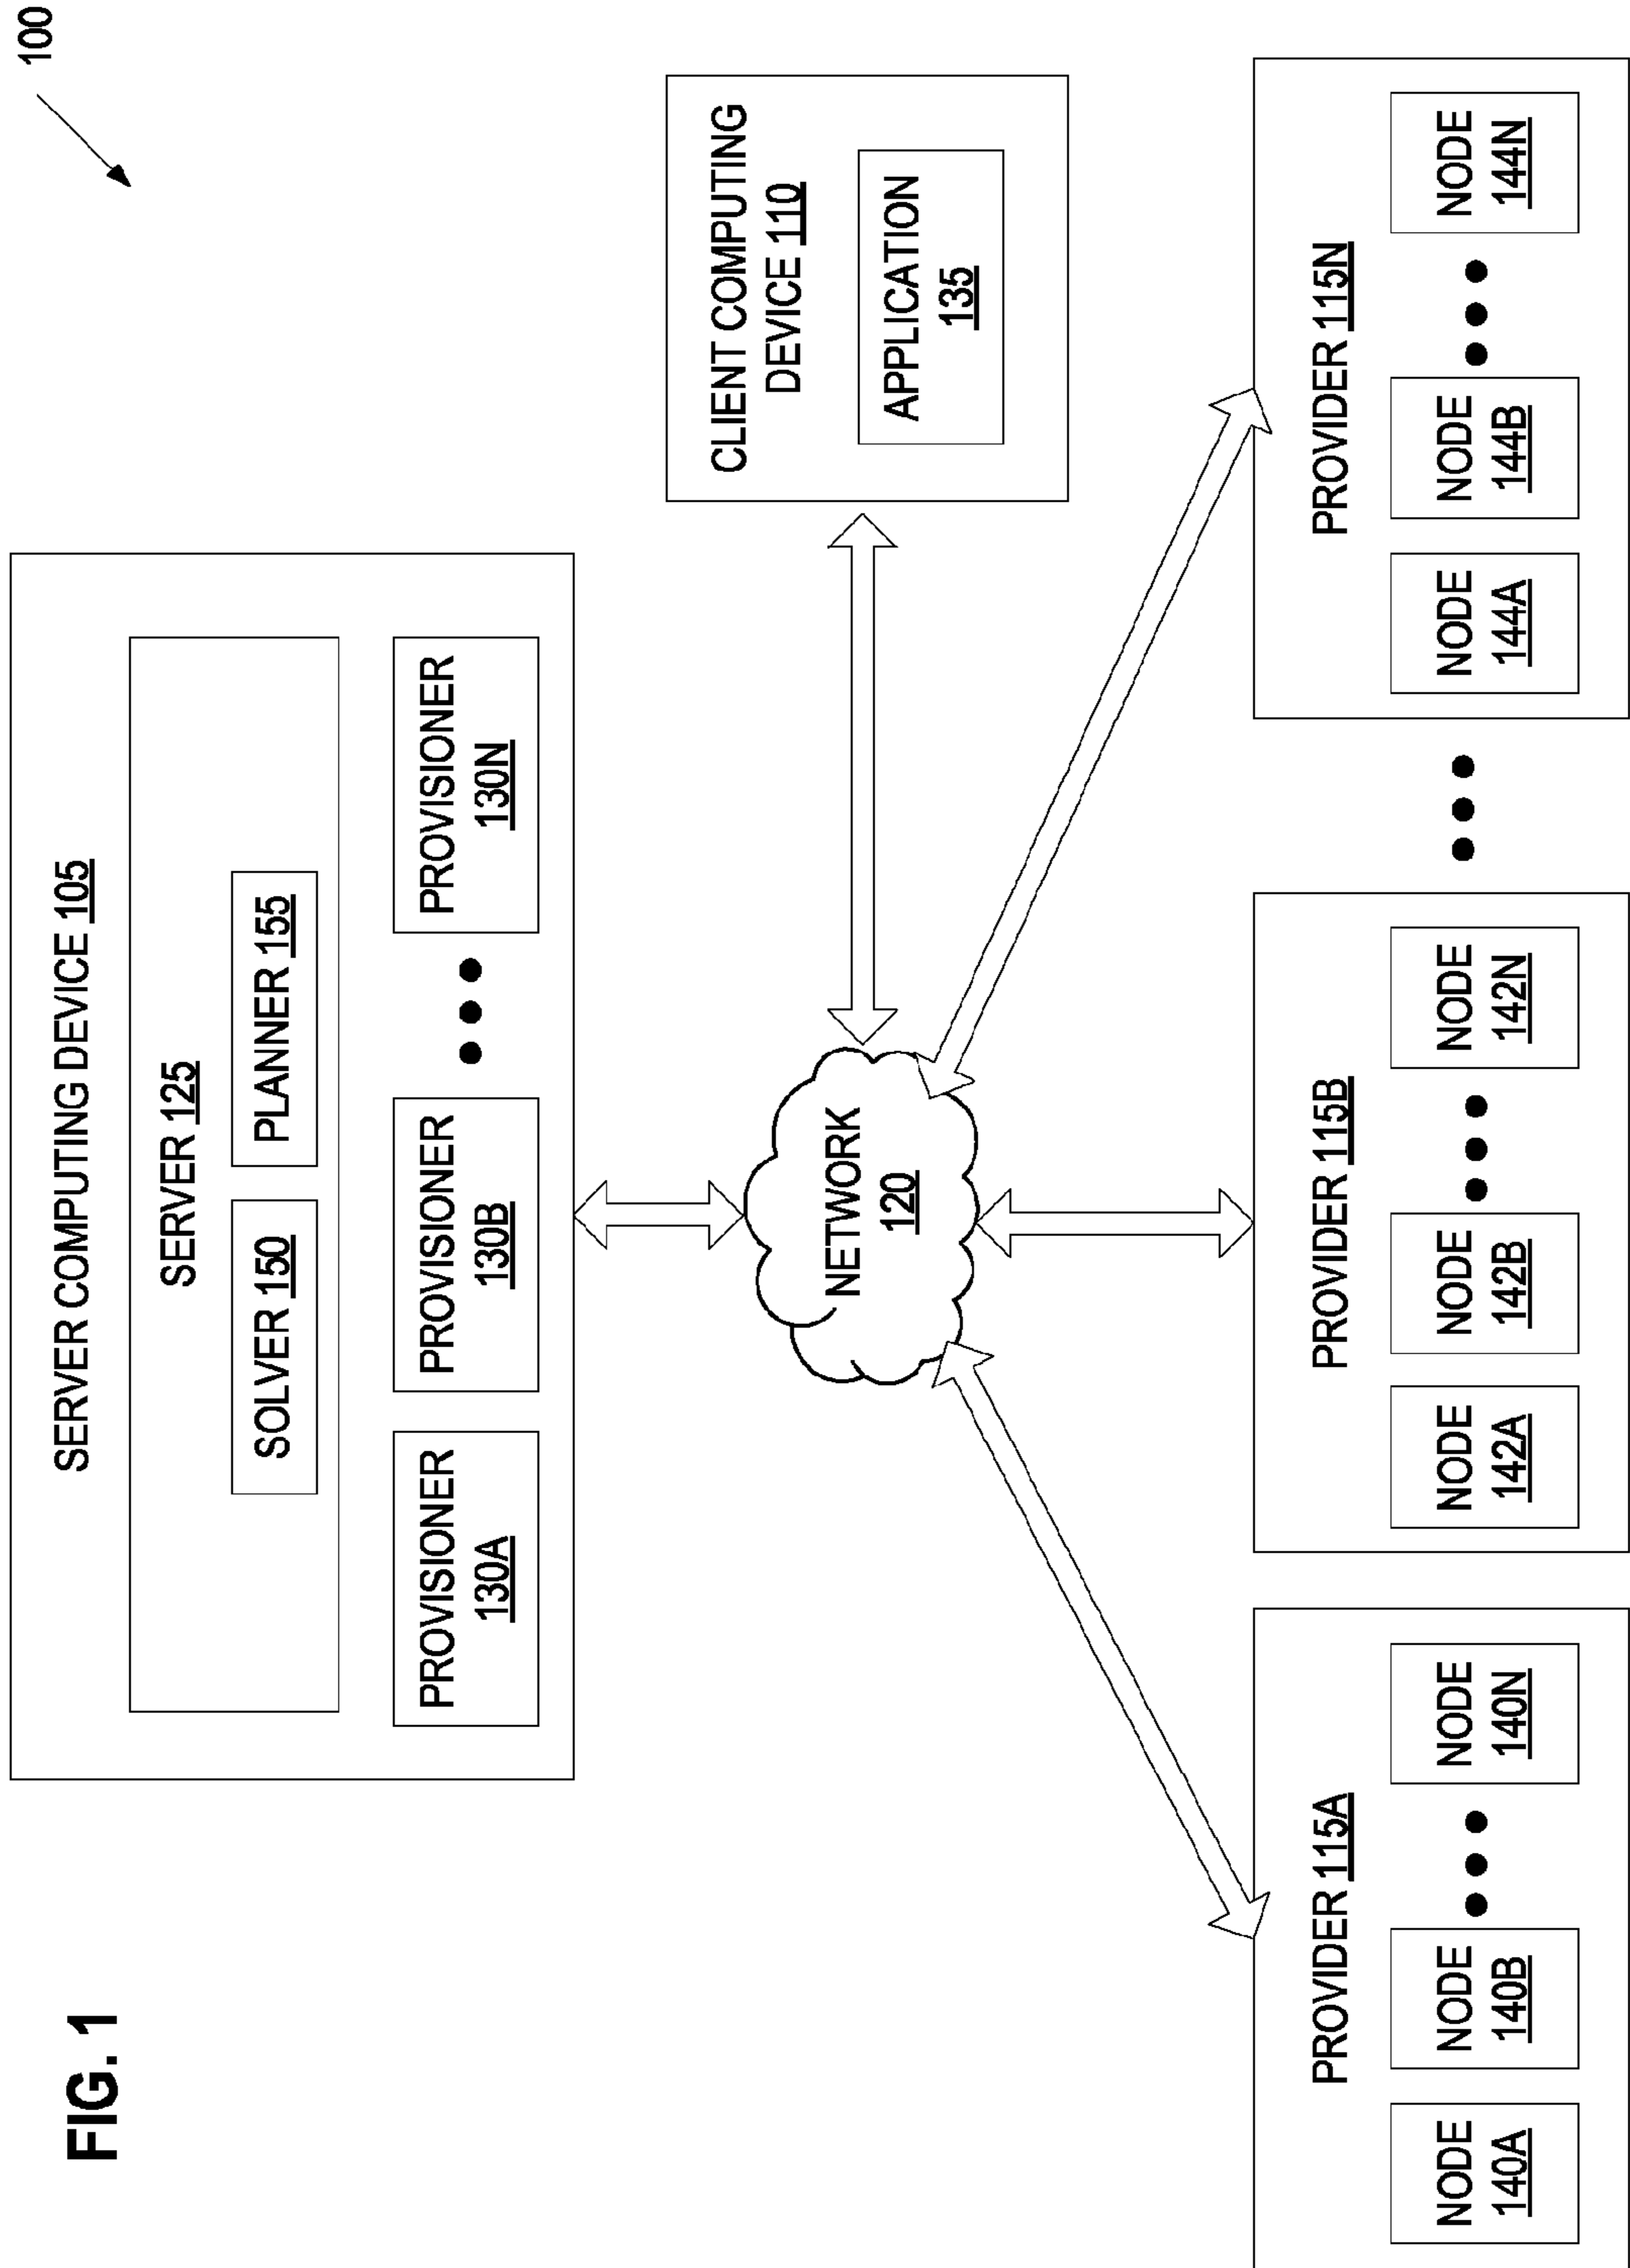 FIG. 1
100
SERVER COMPUTING DEVICE 105
SERVER 125
SOLVER 150
PLANNER 155
PROVISIONER
130A
PROVISIONER
130B
PROVISIONER
130N
NETWORK
120
CLIENT COMPUTING
DEVICE 110
APPLICATION
135
PROVIDER 115A
NODE
140A
NODE
140B
NODE
140N
PROVIDER 115B
NODE
142A
NODE
142B
NODE
142N
PROVIDER 115N
NODE
144A
NODE
144B
NODE
144N